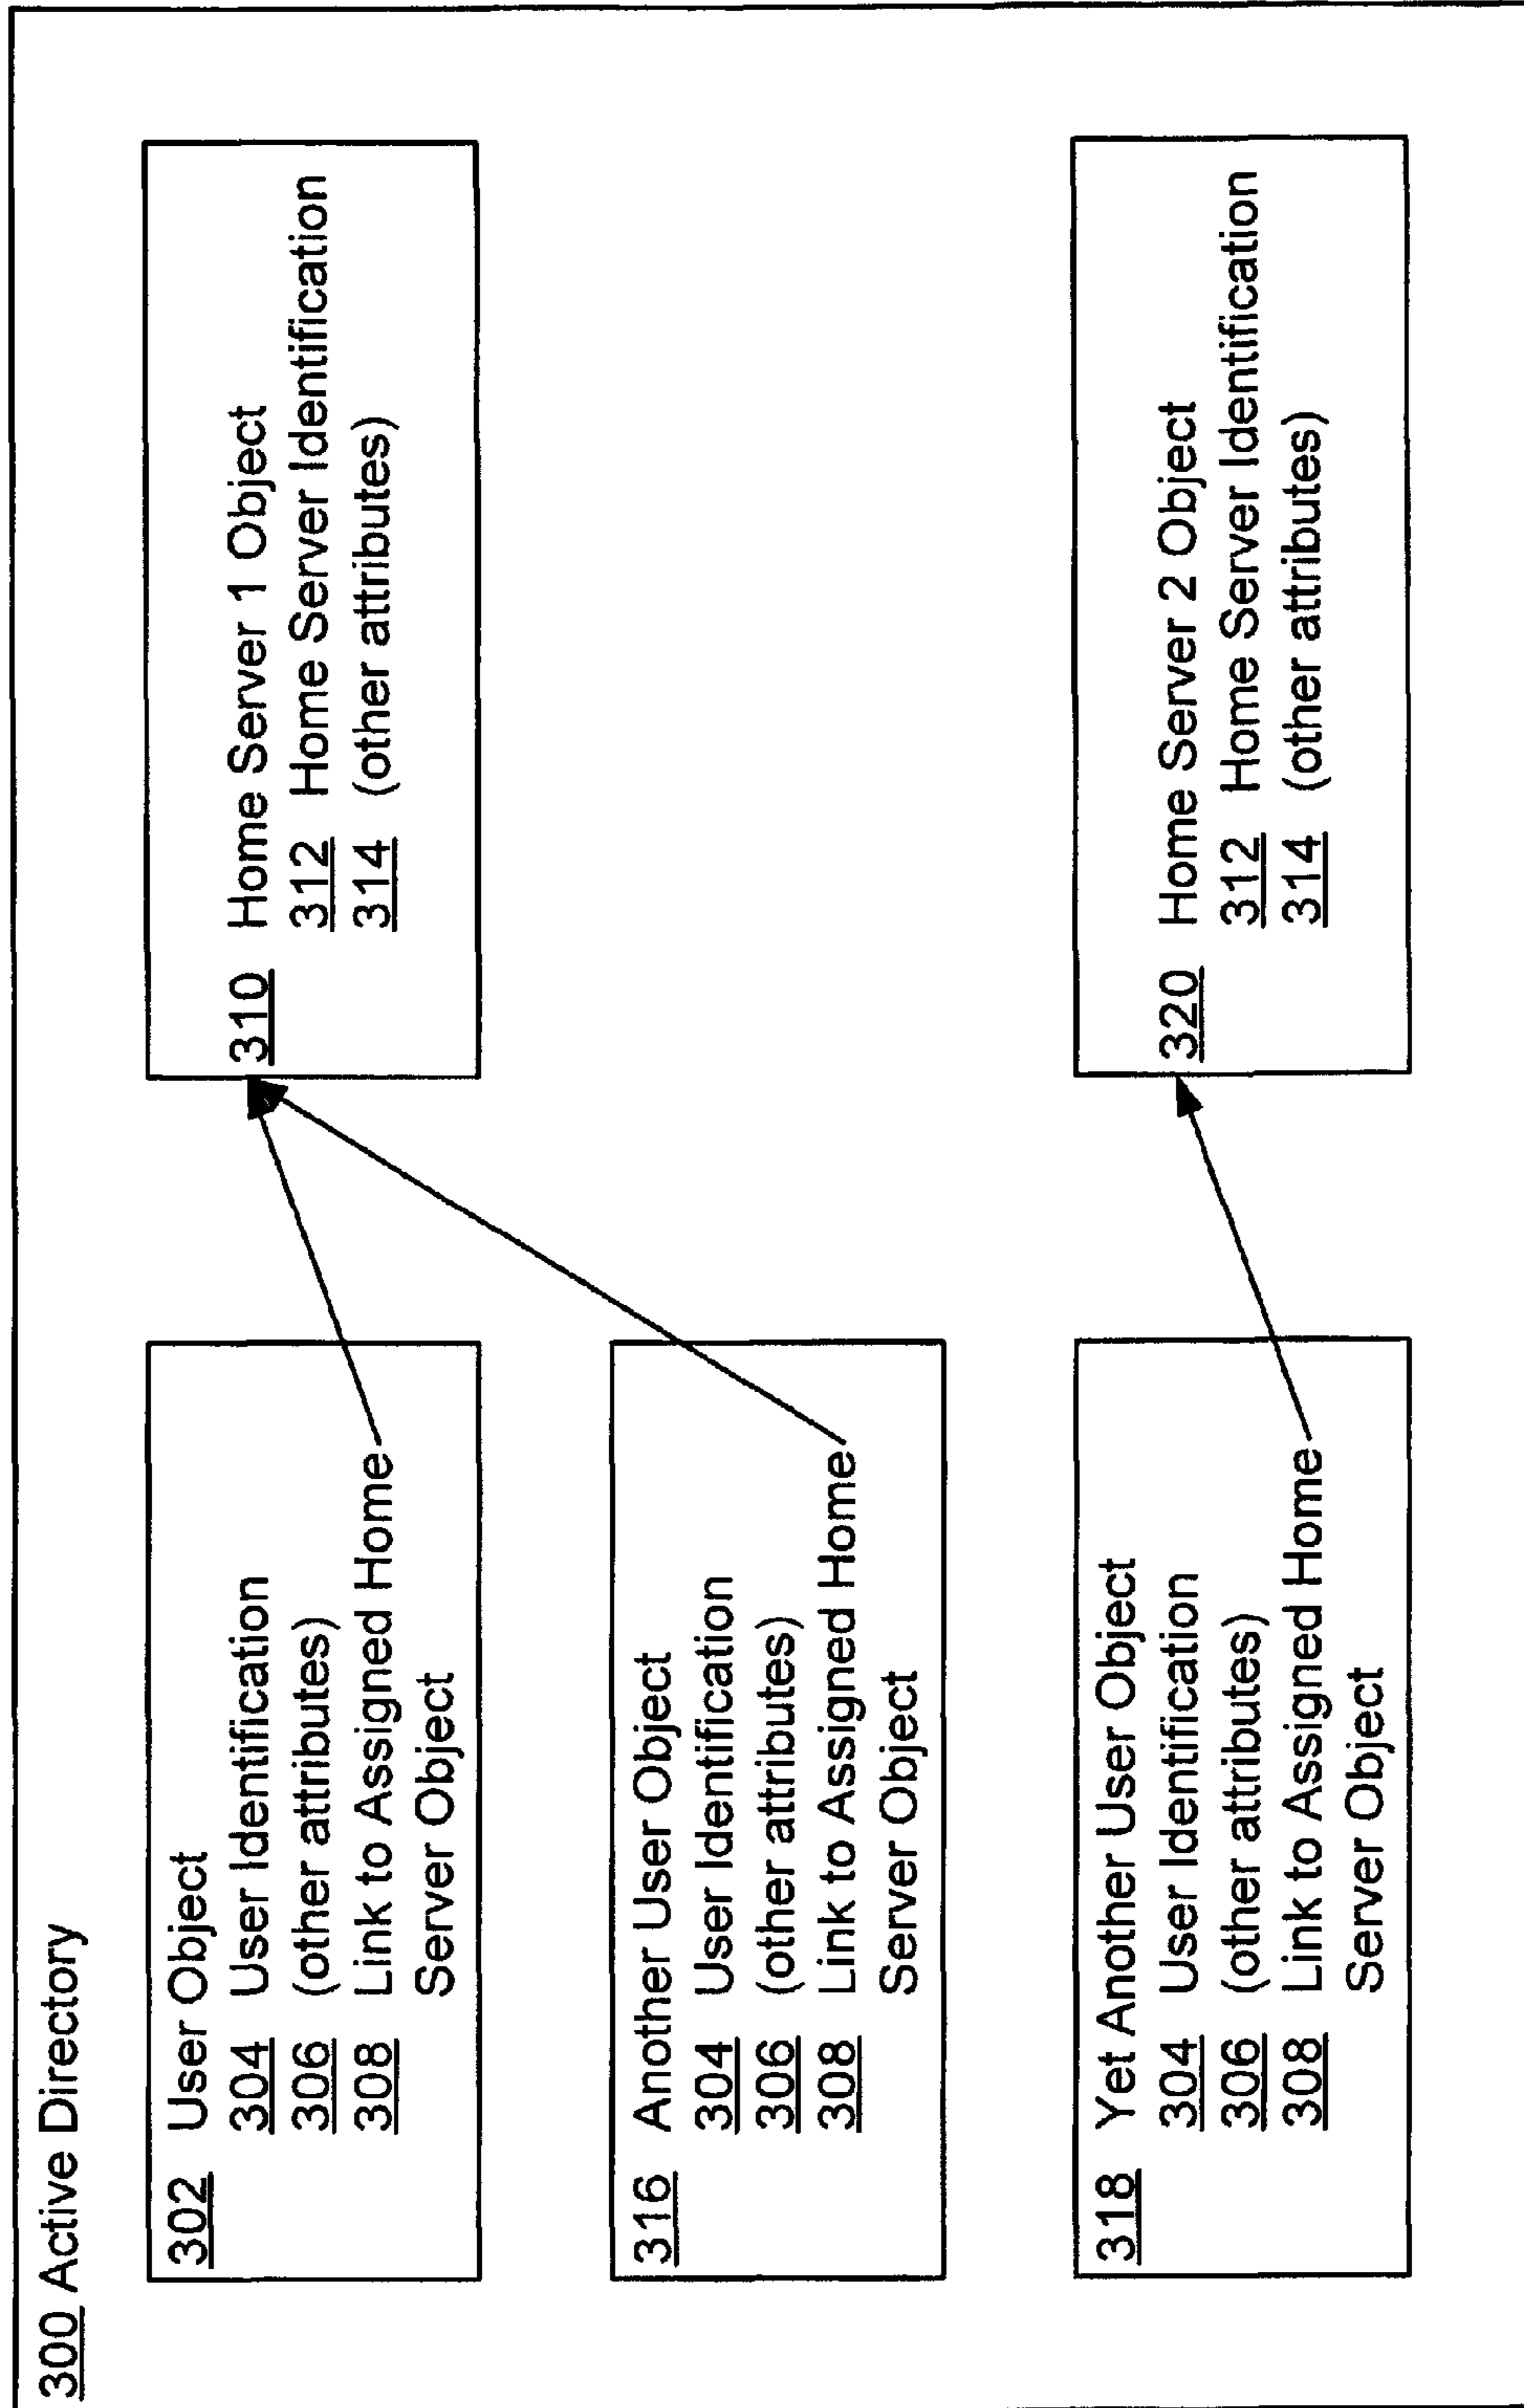 300 Active Directory
302 User Object
304 User Identification
306 (other attributes)
308 Link to Assigned Home
Server Object
310 Home Server 1 Object
312 Home Server Identification
314 (other attributes)
316 Another User Object
304 User Identification
306 (other attributes)
308 Link to Assigned Home
Server Object
318 Yet Another User Object
304 User Identification
306 (other attributes)
308 Link to Assigned Home
Server Object
320 Home Server 2 Object
312 Home Server Identification
314 (other attributes)